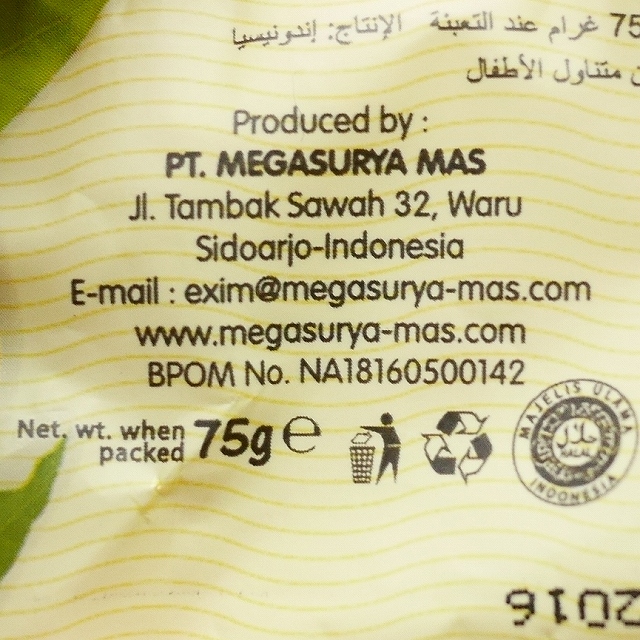 75 غرام عند التعبئة الإنتاج: إندونيسيا
متناول الأطفال
Produced by :
PT. MEGASURYA MAS
Jl. Tambak Sawah 32, Waru
Sidoarjo-Indonesia
E-mail : exim@megasurya-mas.com
www.megasurya-mas.com
BPOM No. NA18160500142
Net. wt. when
packed
75g ℮
MAJELIS ULAMA
حلال
INDONESIA
2016